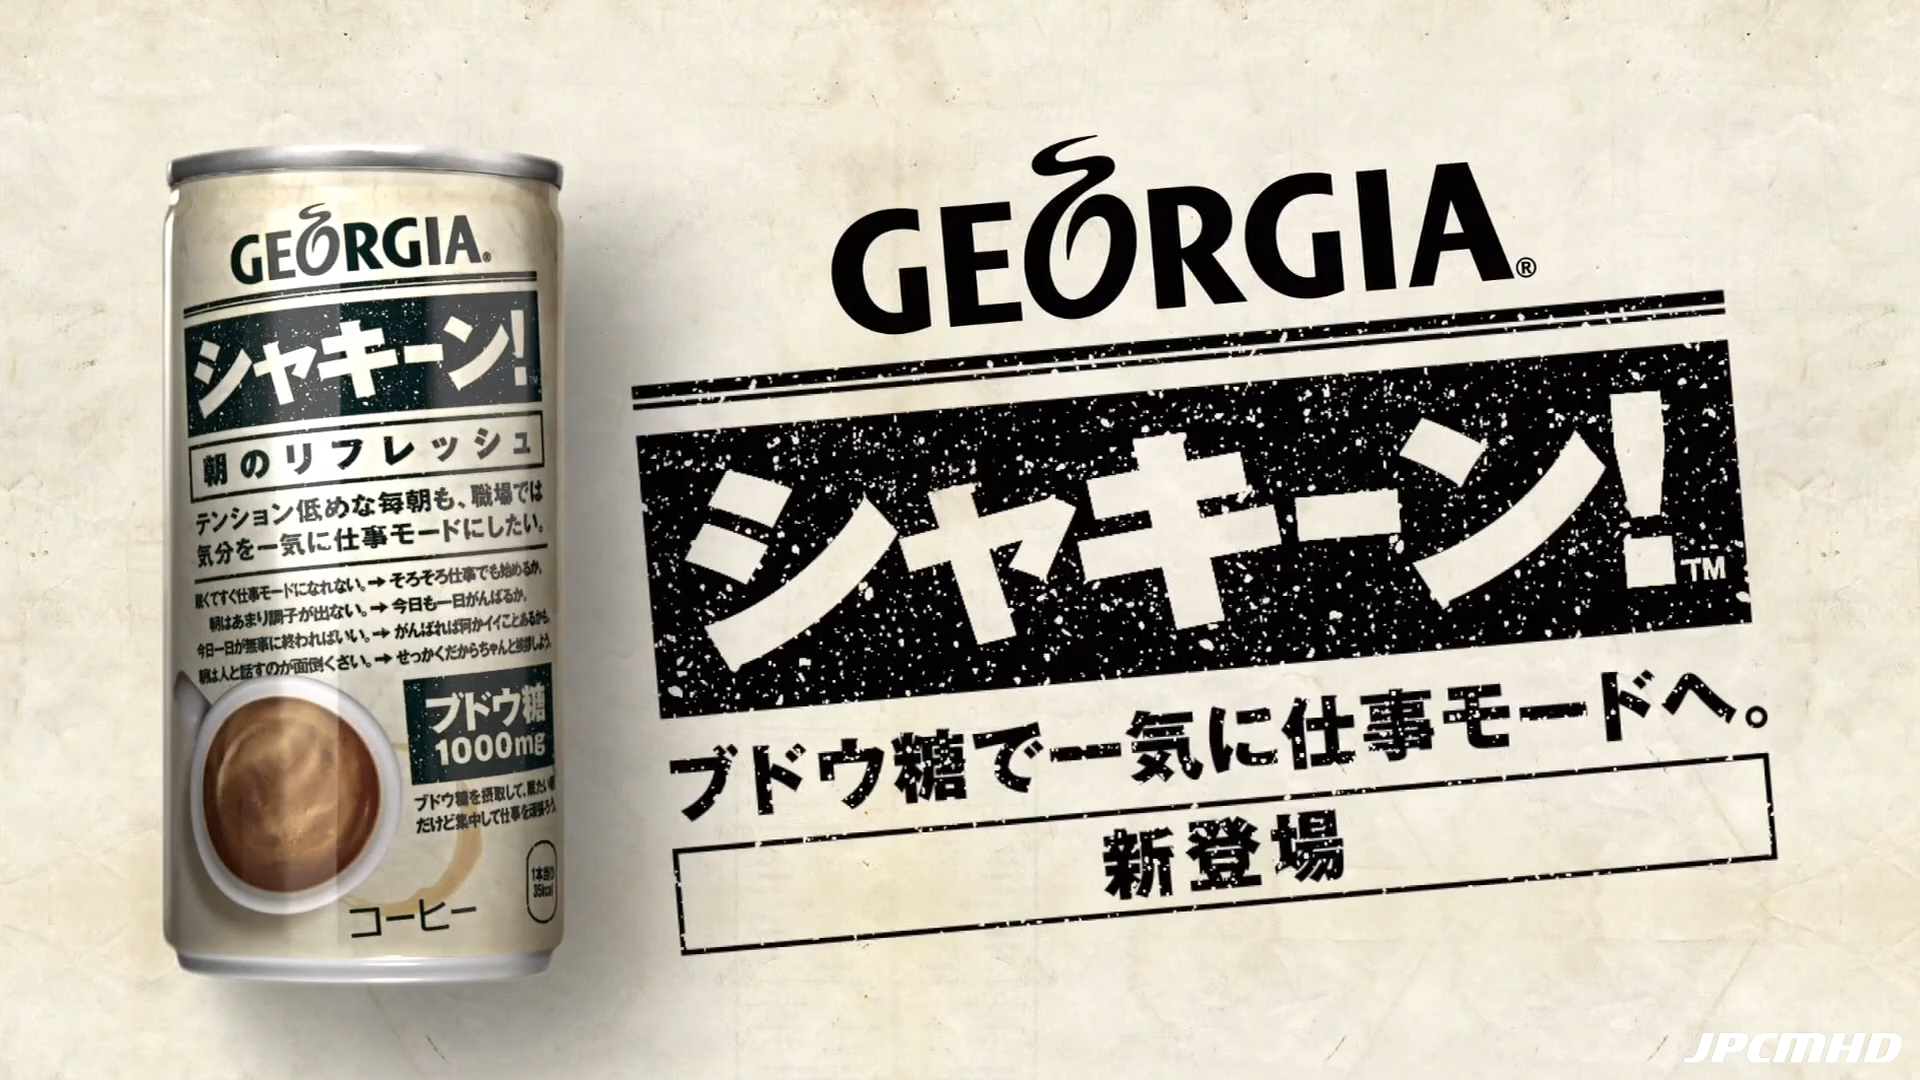 GEORGIA®
シャキーン!TM
朝のリフレッシュ
テンション低めな毎朝も、職場では
気分を一気に仕事モードにしたい。
眠くてすぐ仕事モードになれない。→そろそろ仕事でも始めるか。
朝はあまり調子が出ない。→今日も一日がんばるか。
今日一日が無事に終わればいい。→がんばれば何かイイことあるかも。
朝は人と話すのが面倒くさい。→せっかくだからちゃんと挨拶しよう。
ブドウ糖
1000mg
ブドウ糖を摂取して、眠たい朝
だけど集中して仕事を頑張ろう。
1本当り
35kcal
コーヒー
GEORGIA®
シャキーン!TM
ブドウ糖で一気に仕事モードへ。
新登場
JPCMHD